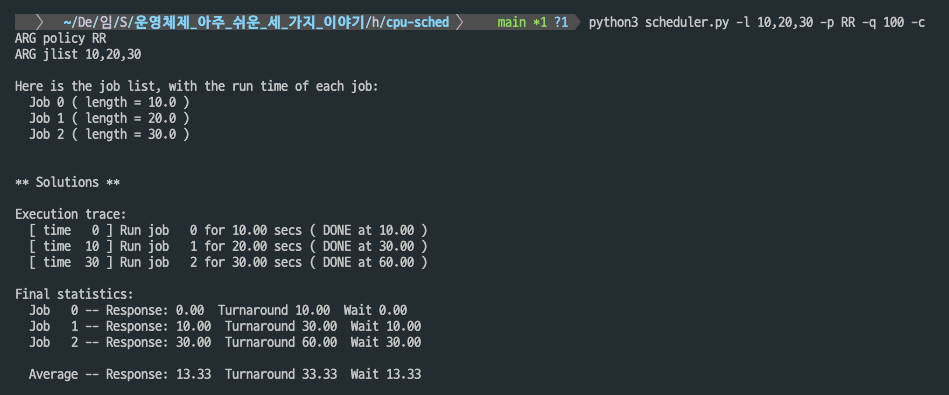 ~/De/임/S/운영체제_아주_쉬운_세_가지_이야기/h/cpu-sched main *1 ?1 python3 scheduler.py -l 10,20,30 -p RR -q 100 -c
ARG policy RR
ARG jlist 10,20,30
Here is the job list, with the run time of each job:
Job 0 ( length = 10.0 )
Job 1 ( length = 20.0 )
Job 2 ( length = 30.0 )
** Solutions **
Execution trace:
[ time 0 ] Run job 0 for 10.00 secs ( DONE at 10.00 )
[ time 10 ] Run job 1 for 20.00 secs ( DONE at 30.00 )
[ time 30 ] Run job 2 for 30.00 secs ( DONE at 60.00 )
Final statistics:
Job 0 -- Response: 0.00 Turnaround 10.00 Wait 0.00
Job 1 -- Response: 10.00 Turnaround 30.00 Wait 10.00
Job 2 -- Response: 30.00 Turnaround 60.00 Wait 30.00
Average -- Response: 13.33 Turnaround 33.33 Wait 13.33